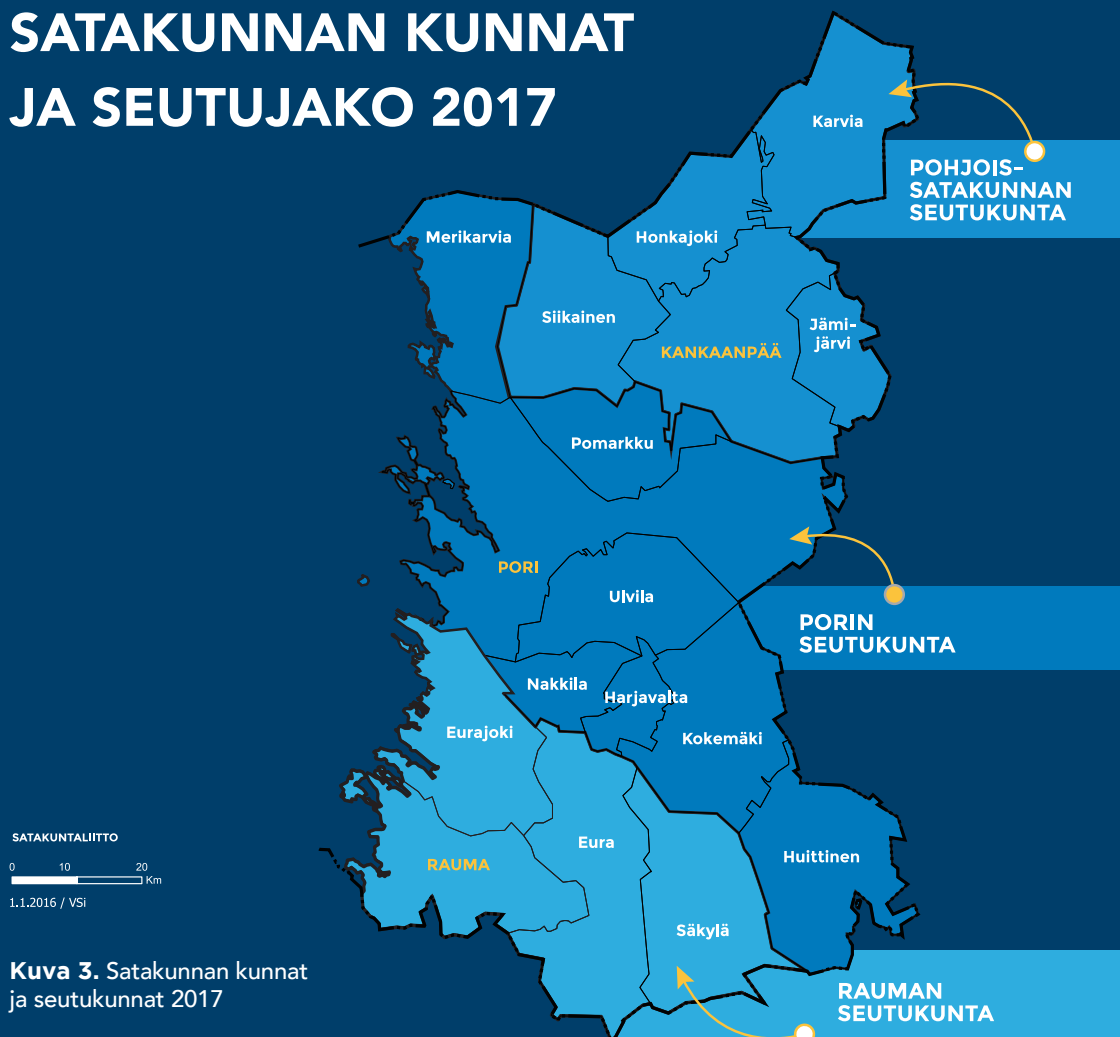 SATAKUNNAN KUNNAT
JA SEUTUJAKO 2017
Karvia
POHJOIS-
SATAKUNNAN
SEUTUKUNTA
Merikarvia
Honkajoki
Siikainen
Jämi-
järvi
KANKAANPÄÄ
Pomarkku
PORI
Ulvila
PORIN
SEUTUKUNTA
Nakkila
Harjavalta
Eurajoki
Kokemäki
Eura
Huittinen
RAUMA
Säkylä
RAUMAN
SEUTUKUNTA
SATAKUNTALIITTO
0 10 20
Km
1.1.2016 / VSi
Kuva 3. Satakunnan kunnat
ja seutukunnat 2017